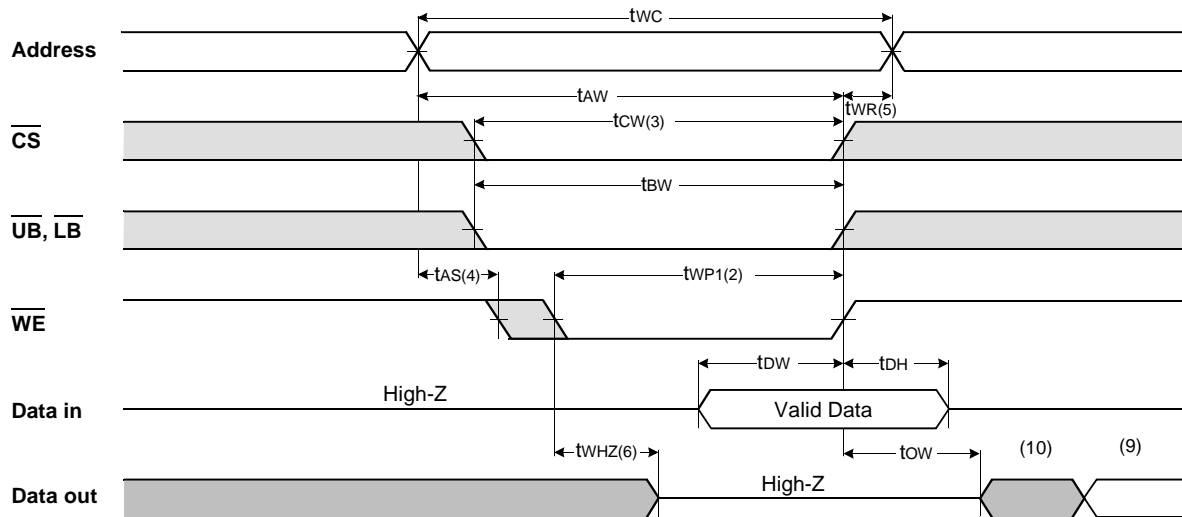 tWC
Address
tAW
tWR(5)
tCW(3)
CS
tBW
UB, LB
tAS(4)
tWP1(2)
WE
tDW
tDH
High-Z
Data in
Valid Data
tWHZ(6)
tOW
(10)
(9)
High-Z
Data out